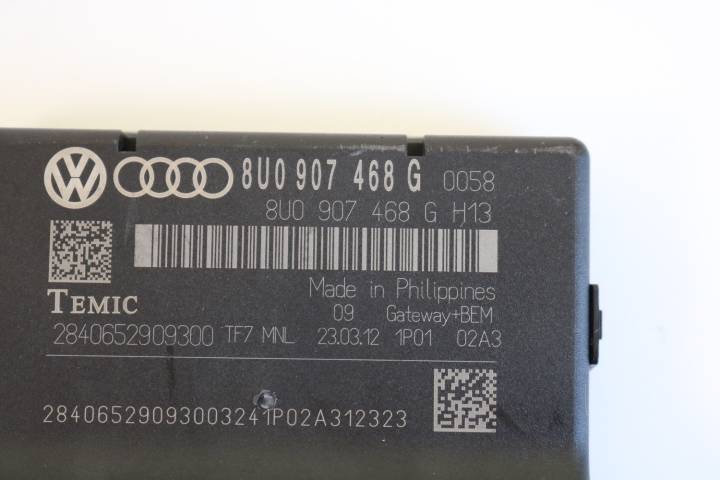 8U0 907 468 G 0058
8U0 907 468 G H13
Made in Philippines
TEMIC 09 Gateway+BEM
2840652909300 TF7 MNL 23.03.12 1P01 02A3
28406529093003241P02A312323